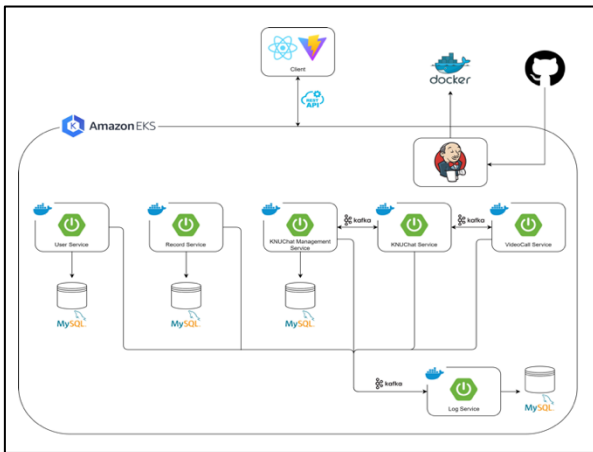 Client
REST
API
docker
Amazon EKS
kafka
kafka
User Service
Record Service
KNUChat Management
Service
KNUChat Service
VideoCall Service
MySQL
MySQL
MySQL
kafka
Log Service
MySQL